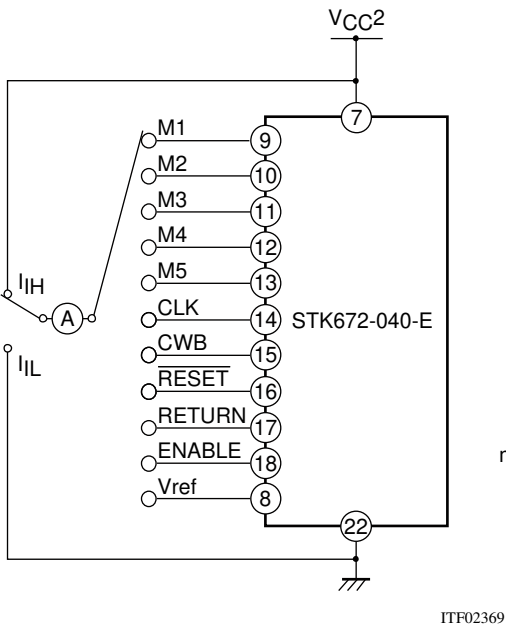 VCC2
7
M1
9
M2
10
M3
11
M4
12
M5
13
IIH
A
CLK
14
STK672-040-E
CWB
15
IIL
RESET
16
RETURN
17
ENABLE
18
Vref
8
r
22
ITF02369